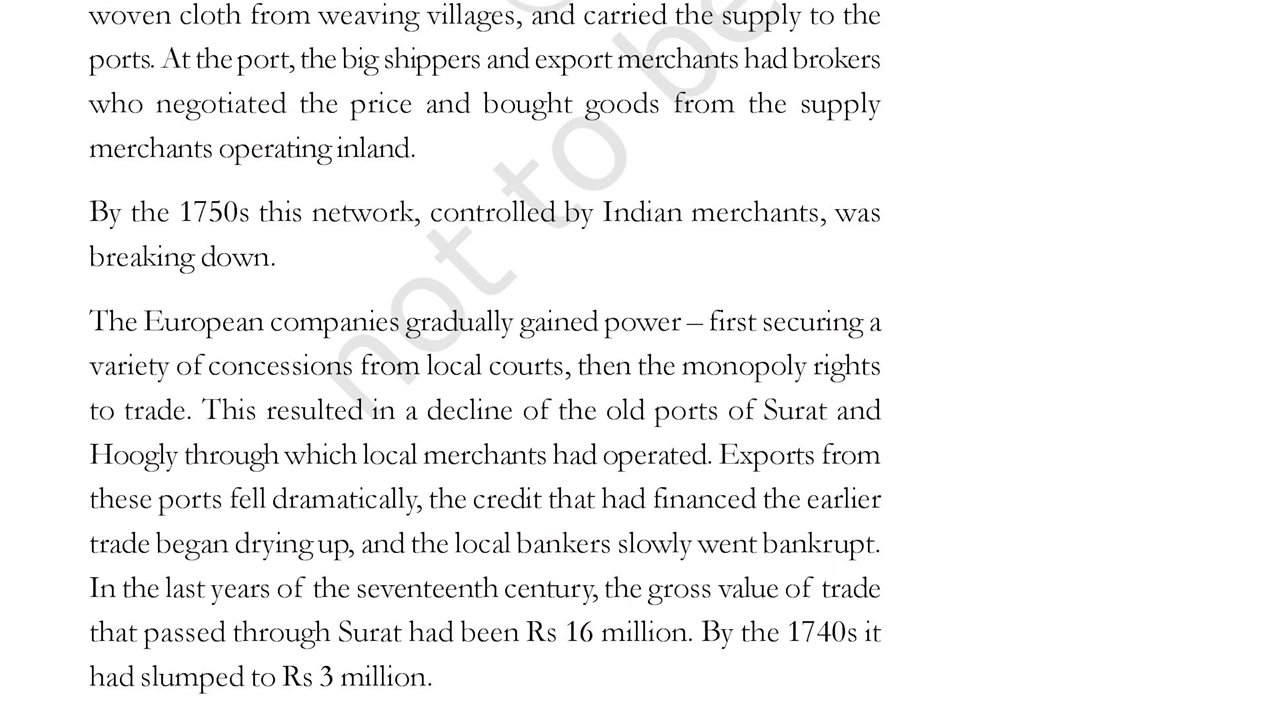 woven cloth from weaving villages, and carried the supply to the
ports. At the port, the big shippers and export merchants had brokers
who negotiated the price and bought goods from the supply
merchants operating inland.
By the 1750s this network, controlled by Indian merchants, was
breaking down.
The European companies gradually gained power – first securing a
variety of concessions from local courts, then the monopoly rights
to trade. This resulted in a decline of the old ports of Surat and
Hoogly through which local merchants had operated. Exports from
these ports fell dramatically, the credit that had financed the earlier
trade began drying up, and the local bankers slowly went bankrupt.
In the last years of the seventeenth century, the gross value of trade
that passed through Surat had been Rs 16 million. By the 1740s it
had slumped to Rs 3 million.
not to be